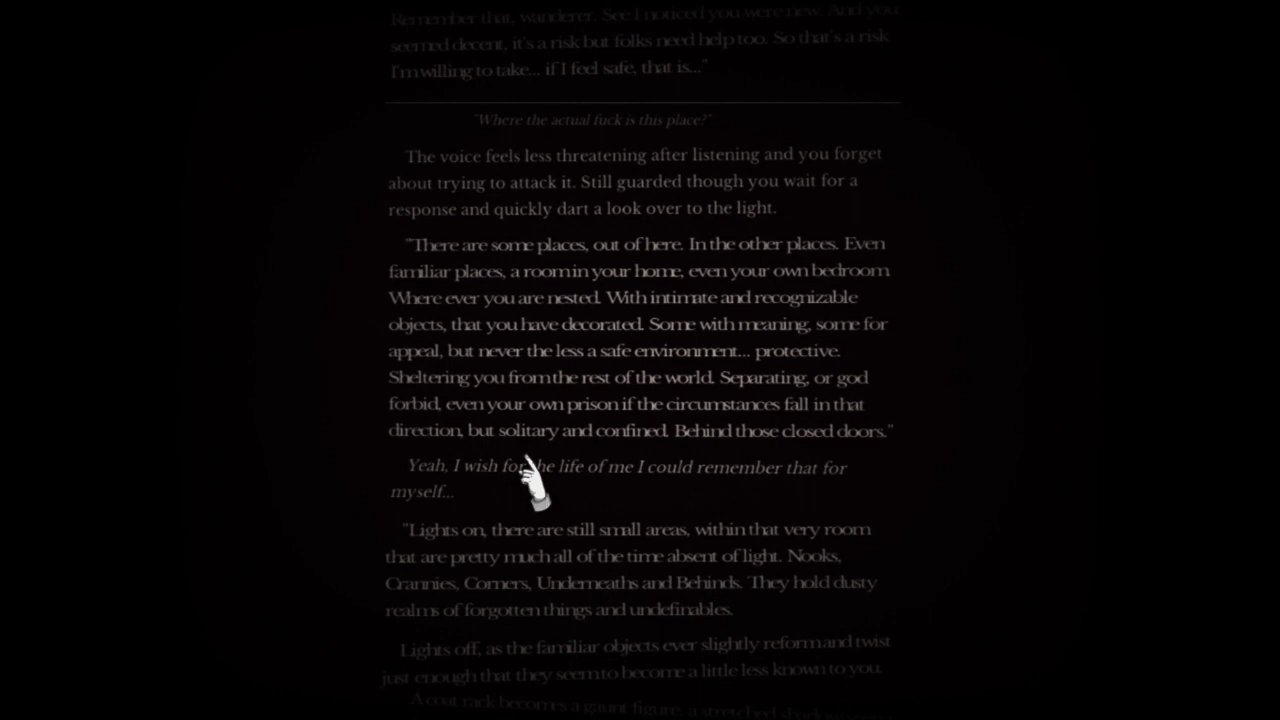 Remember that, wanderer. See I noticed you were new. And you
seemed decent, it's a risk but folks need help too. So that's a risk
I'm willing to take... if I feel safe, that is..."
"Where the actual fuck is this place?"
The voice feels less threatening after listening and you forget
about trying to attack it. Still guarded though you wait for a
response and quickly dart a look over to the light.
"There are some places, out of here. In the other places. Even
familiar places, a room in your home, even your own bedroom.
Where ever you are nested. With intimate and recognizable
objects, that you have decorated. Some with meaning, some for
appeal, but never the less a safe environment... protective.
Sheltering you from the rest of the world. Separating, or god
forbid, even your own prison if the circumstances fall in that
direction, but solitary and confined. Behind those closed doors."
Yeah, I wish for the life of me I could remember that for
myself...
"Lights on, there are still small areas, within that very room
that are pretty much all of the time absent of light. Nooks,
Crannies, Corners, Underneaths and Behinds. They hold dusty
realms of forgotten things and undefinables.
Lights off, as the familiar objects ever slightly reform and twist
just enough that they seem to become a little less known to you.
A coat rack becomes a gaunt figure, a stretched